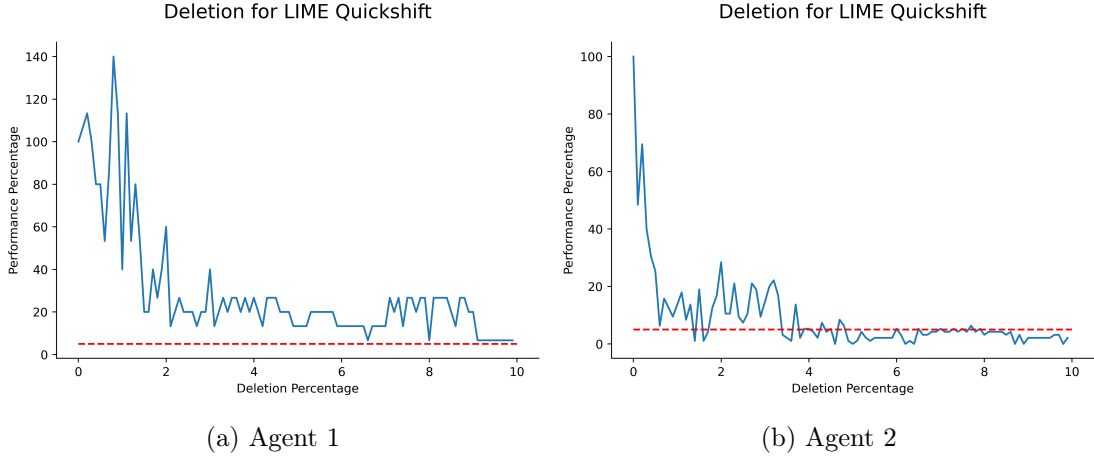 Deletion for LIME Quickshift
Performance Percentage
140
120
100
80
60
40
20
0
0 2 4 6 8 10
Deletion Percentage
(a) Agent 1
Deletion for LIME Quickshift
Performance Percentage
100
80
60
40
20
0
0 2 4 6 8 10
Deletion Percentage
(b) Agent 2